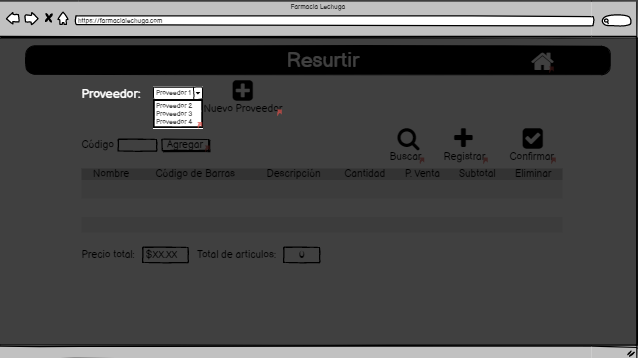 Farmacia Lechuga
https://farmacialechuga.com
Resurtir
Proveedor: Proveedor 1
Proveedor 2
Proveedor 3
Proveedor 4
Nuevo Proveedor
Código Agregar
Buscar Registrar Confirmar
Nombre Código de Barras Descripción Cantidad P. Venta Subtotal Eliminar
Precio total: $XX.XX Total de artículos: 0